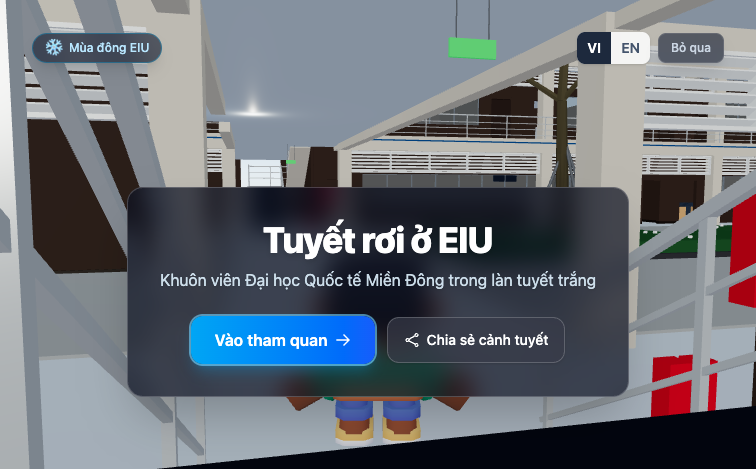 Mùa đông EIU
VI EN
Bỏ qua
Tuyết rơi ở EIU
Khuôn viên Đại học Quốc tế Miền Đông trong làn tuyết trắng
Vào tham quan →
Chia sẻ cảnh tuyết